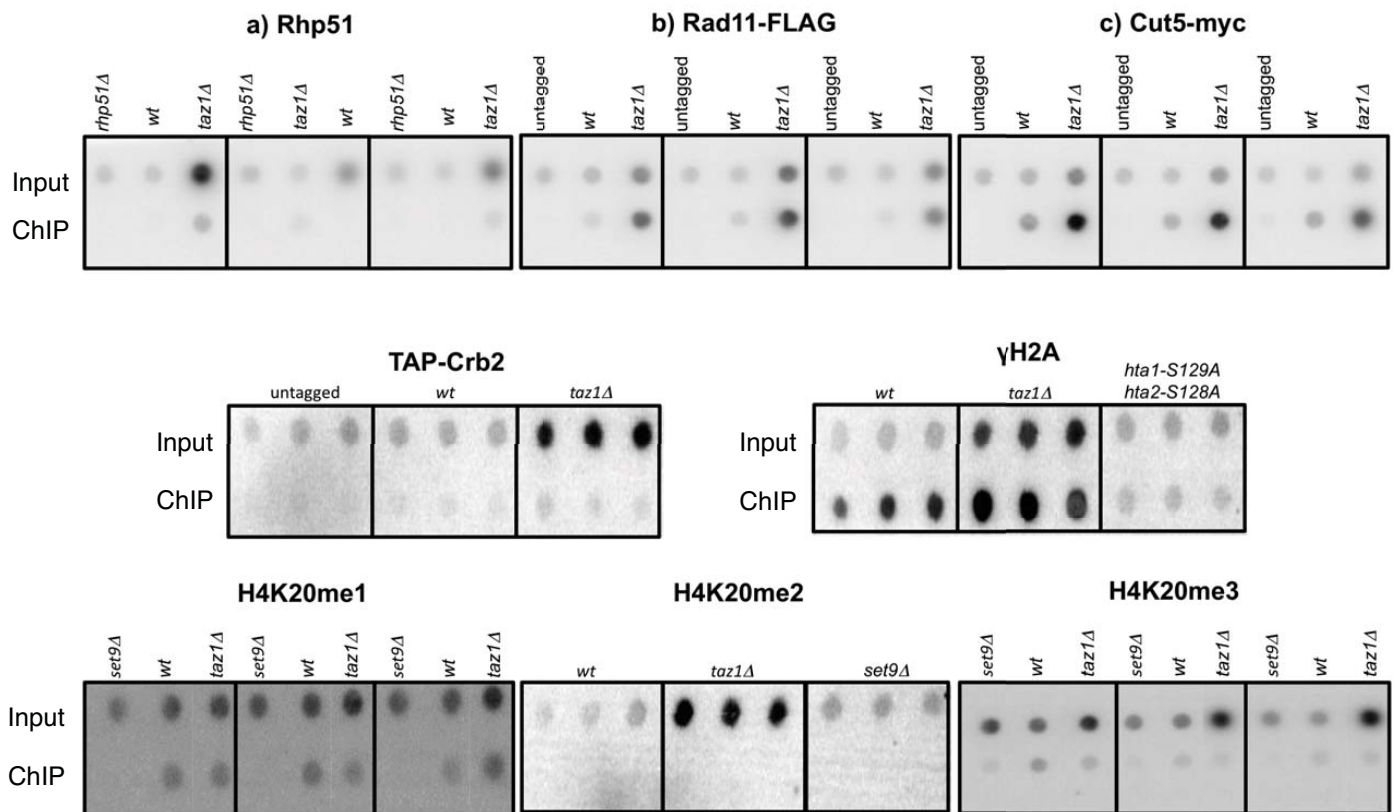 a) Rhp51 b) Rad11-FLAG c) Cut5-myc
rhp51Δ wt taz1Δ rhp51Δ taz1Δ wt rhp51Δ wt taz1Δ untagged wt taz1Δ untagged wt taz1Δ untagged wt taz1Δ untagged wt taz1Δ untagged wt taz1Δ untagged wt taz1Δ
Input
ChIP
TAP-Crb2 γH2A
untagged wt taz1Δ wt taz1Δ hta1-S129A
hta2-S128A
Input Input
ChIP ChIP
H4K20me1 H4K20me2 H4K20me3
set9Δ wt taz1Δ set9Δ wt taz1Δ set9Δ wt taz1Δ wt taz1Δ set9Δ set9Δ wt taz1Δ set9Δ wt taz1Δ set9Δ wt taz1Δ
Input
ChIP